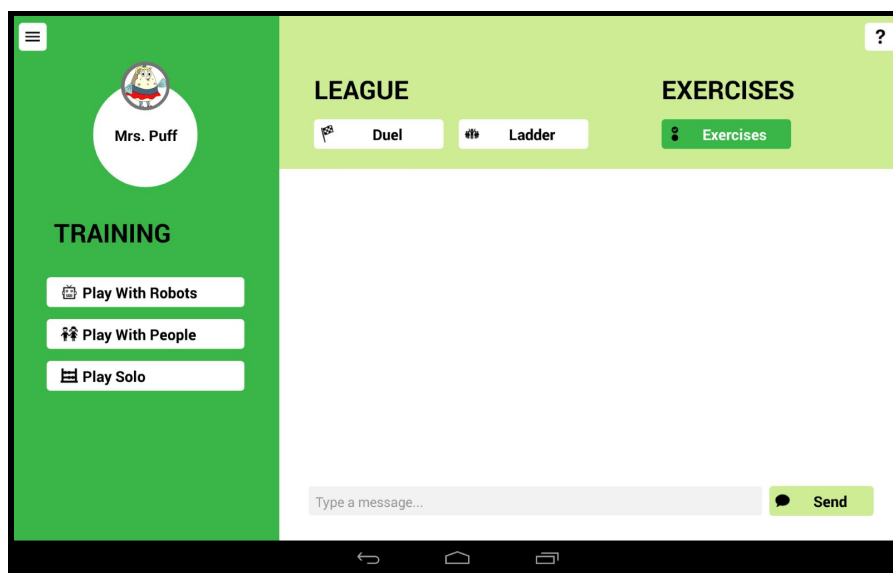 ?
Mrs. Puff
TRAINING
Play With Robots
Play With People
Play Solo
LEAGUE
Duel
Ladder
EXERCISES
Exercises
Type a message...
Send